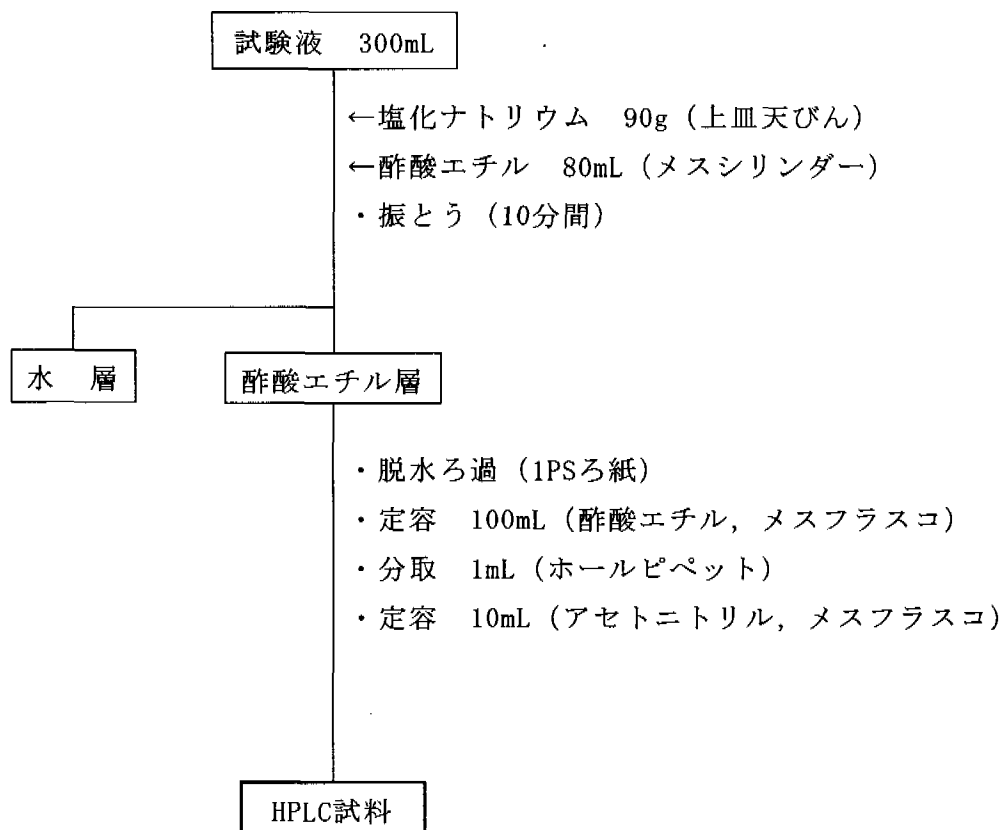 試験液　300mL
←塩化ナトリウム　90g（上皿天びん）
←酢酸エチル　80mL（メスシリンダー）
・振とう（10分間）
水　層
酢酸エチル層
・脱水ろ過（1PSろ紙）
・定容　100mL（酢酸エチル，メスフラスコ）
・分取　1mL（ホールピペット）
・定容　10mL（アセトニトリル，メスフラスコ）
HPLC試料